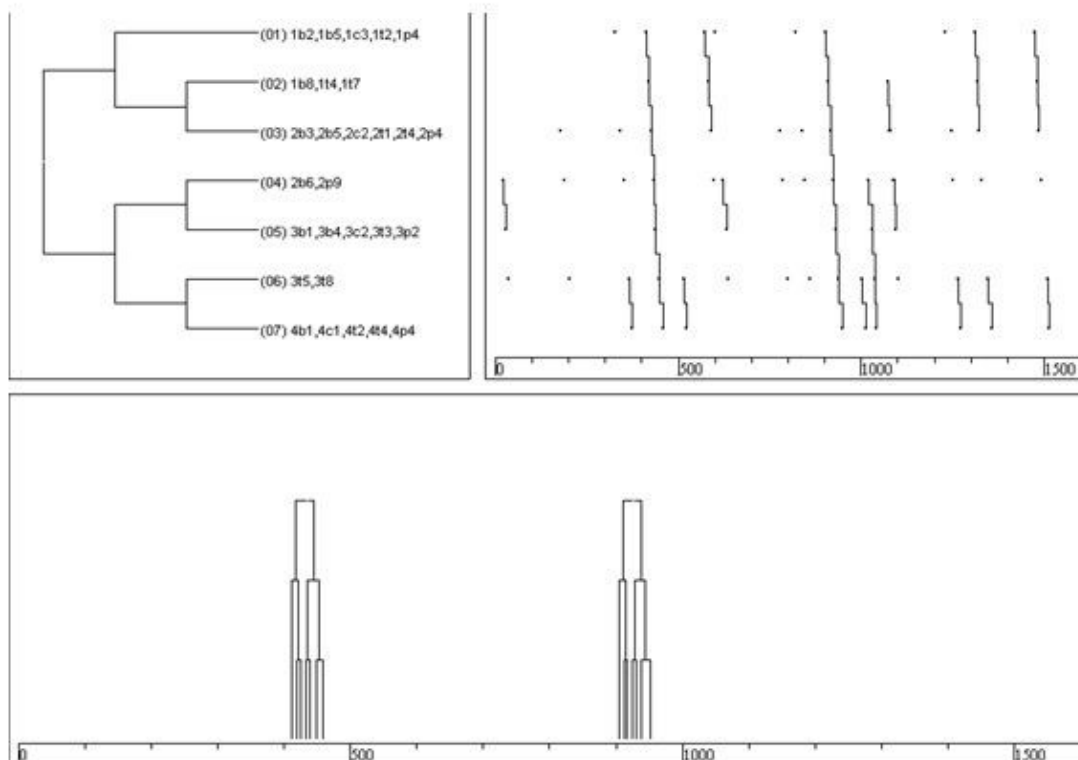 (01) 1b2,1b5,1c3,1t2,1p4
(02) 1b8,1t4,1t7
(03) 2b3,2b5,2c2,2t1,2t4,2p4
(04) 2b6,2p9
(05) 3b1,3b4,3c2,3t3,3p2
(06) 3t5,3t8
(07) 4b1,4c1,4t2,4t4,4p4
0 500 1000 1500
0 500 1000 1500